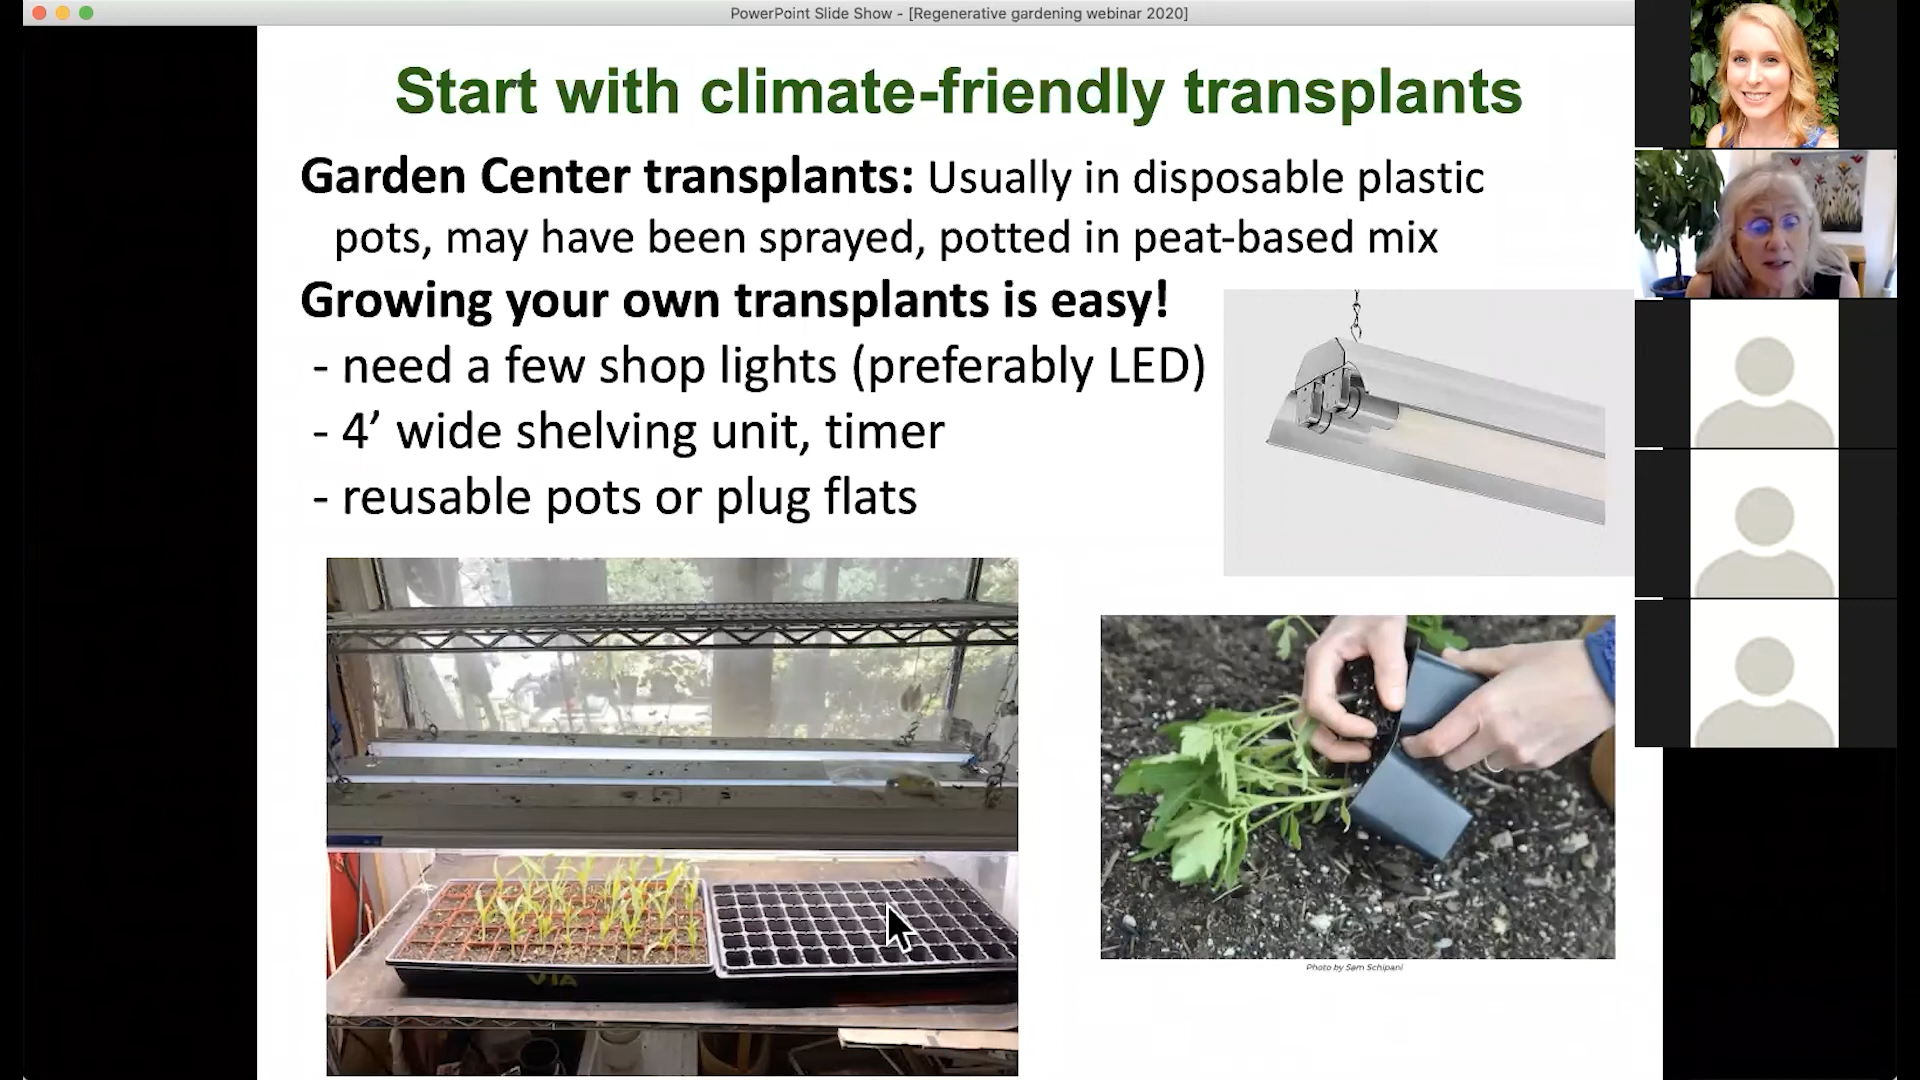 PowerPoint Slide Show - [Regenerative gardening webinar 2020]
Start with climate-friendly transplants
Garden Center transplants: Usually in disposable plastic
pots, may have been sprayed, potted in peat-based mix
Growing your own transplants is easy!
- need a few shop lights (preferably LED)
- 4’ wide shelving unit, timer
- reusable pots or plug flats
VIA
Photo by Sam Schipani